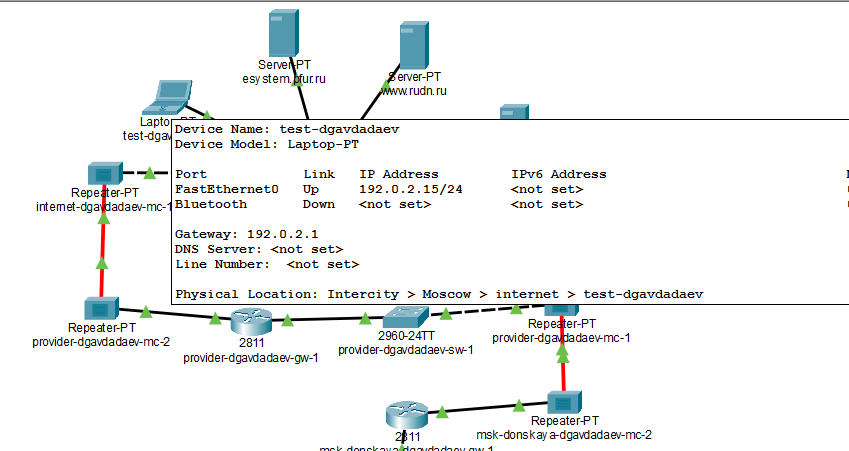 Server-PT
esystem.pfur.ru
Server-PT
www.rudn.ru
test-dgav
Device Name: test-dgavdadaev
Device Model: Laptop-PT
Port Link IP Address IPv6 Address
FastEthernet0 Up 192.0.2.15/24 <not set>
Bluetooth Down <not set> <not set>
Gateway: 192.0.2.1
DNS Server: <not set>
Line Number: <not set>
Physical Location: Intercity > Moscow > internet > test-dgavdadaev
Repeater-PT
internet-dgavdadaev-mc-1
Repeater-PT
provider-dgavdadaev-mc-2
2811
provider-dgavdadaev-gw-1
2960-24TT
provider-dgavdadaev-sw-1
Repeater-PT
provider-dgavdadaev-mc-1
2811
msk-donskaya-dgavdadaev-gw-1
Repeater-PT
msk-donskaya-dgavdadaev-mc-2